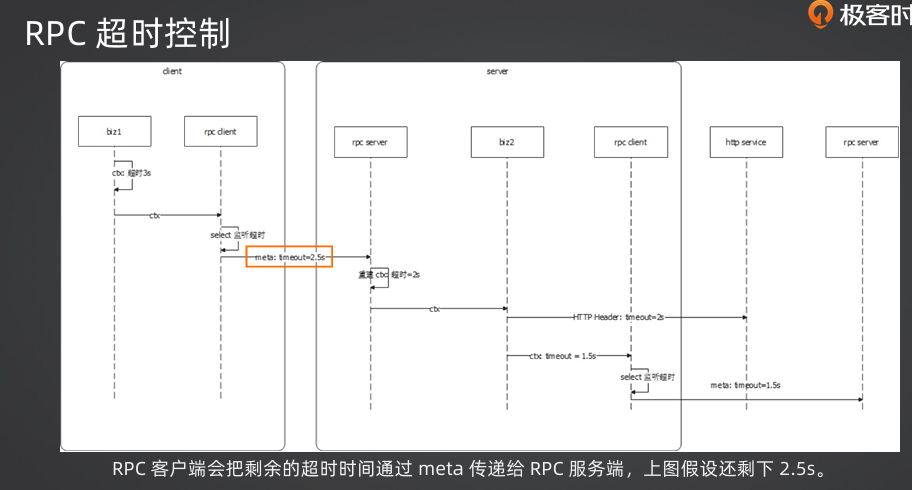 RPC 超时控制
极客时
client
server
biz1
rpc client
rpc server
biz2
rpc client
http service
rpc server
ctx: 超时3s
ctx
select 监听超时
meta: timeout=2.5s
重建 ctx: 超时=2s
ctx
HTTP Header: timeout=2s
ctx: timeout = 1.5s
select 监听超时
meta: timeout=1.5s
RPC 客户端会把剩余的超时时间通过 meta 传递给 RPC 服务端，上图假设还剩下 2.5s。